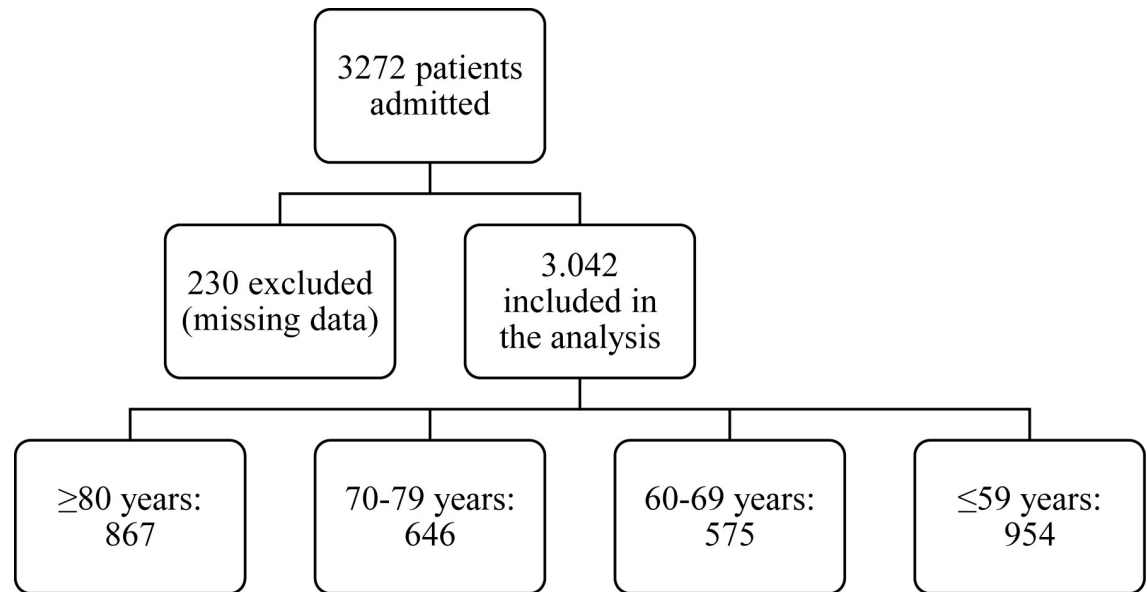 3272 patients
admitted
230 excluded
(missing data)
3.042
included in
the analysis
≥80 years:
867
70-79 years:
646
60-69 years:
575
≤59 years:
954